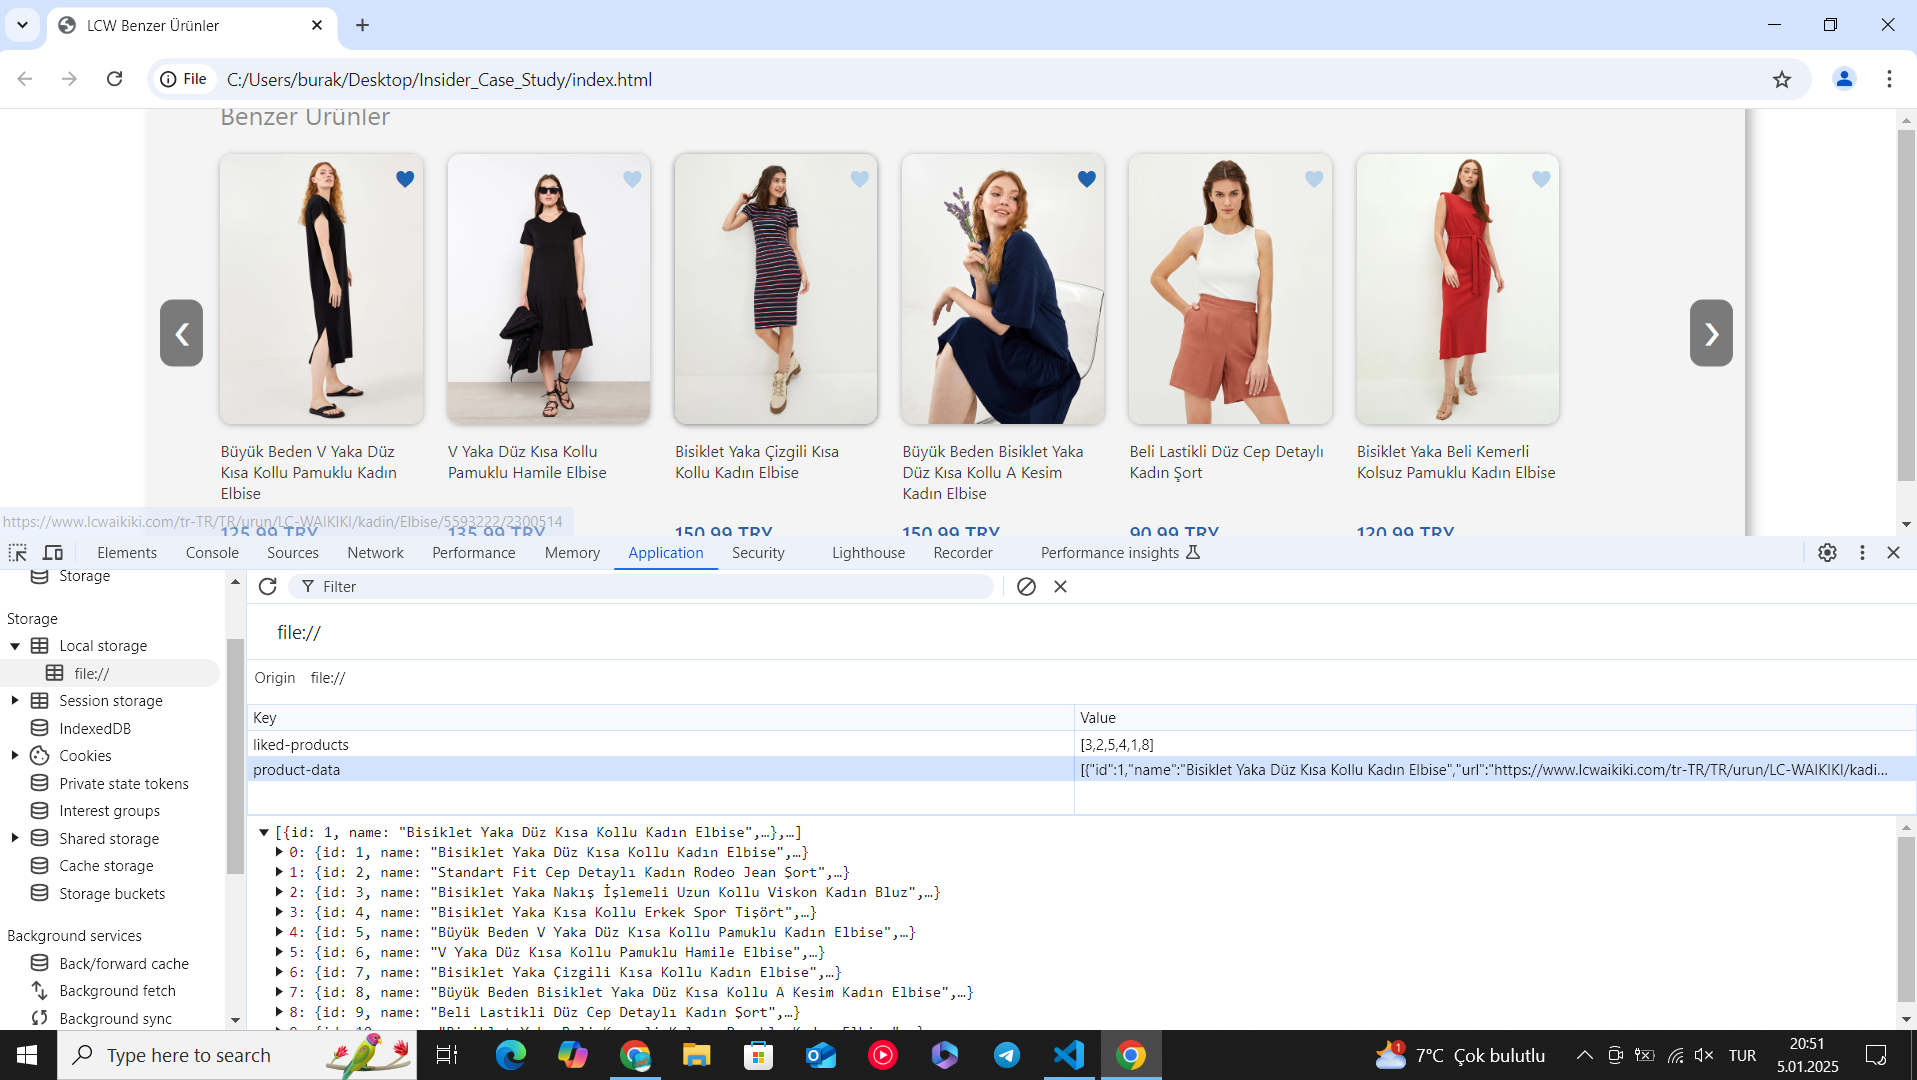 LCW Benzer Ürünler
File
C:/Users/burak/Desktop/Insider_Case_Study/index.html
Benzer Ürünler
Büyük Beden V Yaka Düz
Kısa Kollu Pamuklu Kadın
Elbise
V Yaka Düz Kısa Kollu
Pamuklu Hamile Elbise
Bisiklet Yaka Çizgili Kısa
Kollu Kadın Elbise
Büyük Beden Bisiklet Yaka
Düz Kısa Kollu A Kesim
Kadın Elbise
Beli Lastikli Düz Cep Detaylı
Kadın Şort
Bisiklet Yaka Beli Kemerli
Kolsuz Pamuklu Kadın Elbise
125.99 TRY
135.99 TRY
150.99 TRY
150.99 TRY
90.99 TRY
120.99 TRY
https://www.lcwaikiki.com/tr-TR/TR/urun/LC-WAIKIKI/kadin/Elbise/5593222/2300514
Elements Console Sources Network Performance Memory Application Security Lighthouse Recorder Performance insights
Storage
Storage
Local storage
file://
Session storage
IndexedDB
Cookies
Private state tokens
Interest groups
Shared storage
Cache storage
Storage buckets
Background services
Back/forward cache
Background fetch
Background sync
Filter
file://
Origin file://
Key Value
liked-products [3,2,5,4,1,8]
product-data [{"id":1,"name":"Bisiklet Yaka Düz Kısa Kollu Kadın Elbise","url":"https://www.lcwaikiki.com/tr-TR/TR/urun/LC-WAIKIKI/kadi...
[{id: 1, name: "Bisiklet Yaka Düz Kısa Kollu Kadın Elbise",…},…]
0: {id: 1, name: "Bisiklet Yaka Düz Kısa Kollu Kadın Elbise",…}
1: {id: 2, name: "Standart Fit Cep Detaylı Kadın Rodeo Jean Şort",…}
2: {id: 3, name: "Bisiklet Yaka Nakış İşlemeli Uzun Kollu Viskon Kadın Bluz",…}
3: {id: 4, name: "Bisiklet Yaka Kısa Kollu Erkek Spor Tişört",…}
4: {id: 5, name: "Büyük Beden V Yaka Düz Kısa Kollu Pamuklu Kadın Elbise",…}
5: {id: 6, name: "V Yaka Düz Kısa Kollu Pamuklu Hamile Elbise",…}
6: {id: 7, name: "Bisiklet Yaka Çizgili Kısa Kollu Kadın Elbise",…}
7: {id: 8, name: "Büyük Beden Bisiklet Yaka Düz Kısa Kollu A Kesim Kadın Elbise",…}
8: {id: 9, name: "Beli Lastikli Düz Cep Detaylı Kadın Şort",…}
Type here to search
1
7°C Çok bulutlu
TUR
20:51
5.01.2025